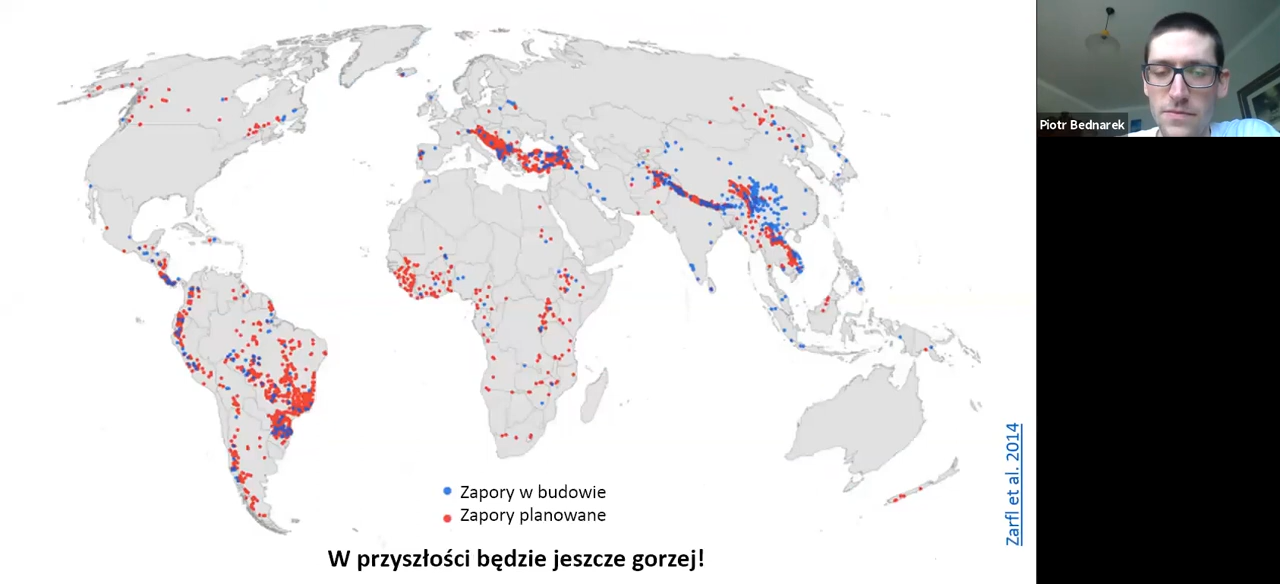 Piotr Bednarek
Zapory w budowie
Zapory planowane
Zarfl et al. 2014
W przyszłości będzie jeszcze gorzej!